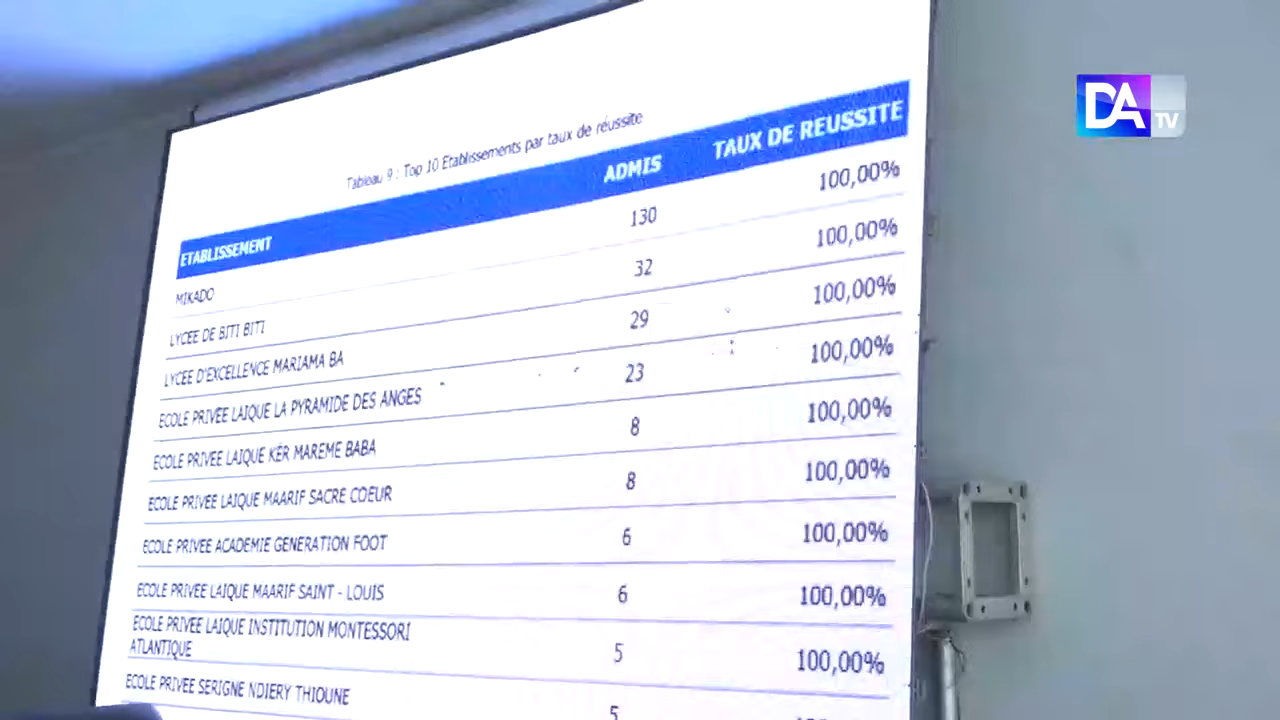 DA TV
Tableau 9 : Top 10 Etablissements par taux de réussite
ETABLISSEMENT ADMIS TAUX DE REUSSITE
MIKADO 130 100,00%
LYCEE DE BITI BITI 32 100,00%
LYCEE D'EXCELLENCE MARIAMA BA 29 100,00%
ECOLE PRIVEE LAIQUE LA PYRAMIDE DES ANGES 23 100,00%
ECOLE PRIVEE LAIQUE KËR MAREME BABA 8 100,00%
ECOLE PRIVEE LAIQUE MAARIF SACRE COEUR 8 100,00%
ECOLE PRIVEE ACADEMIE GENERATION FOOT 6 100,00%
ECOLE PRIVEE LAIQUE MAARIF SAINT - LOUIS 6 100,00%
ECOLE PRIVEE LAIQUE INSTITUTION MONTESSORI
ATLANTIQUE 5 100,00%
ECOLE PRIVEE SERIGNE NDIERY THIOUNE 5